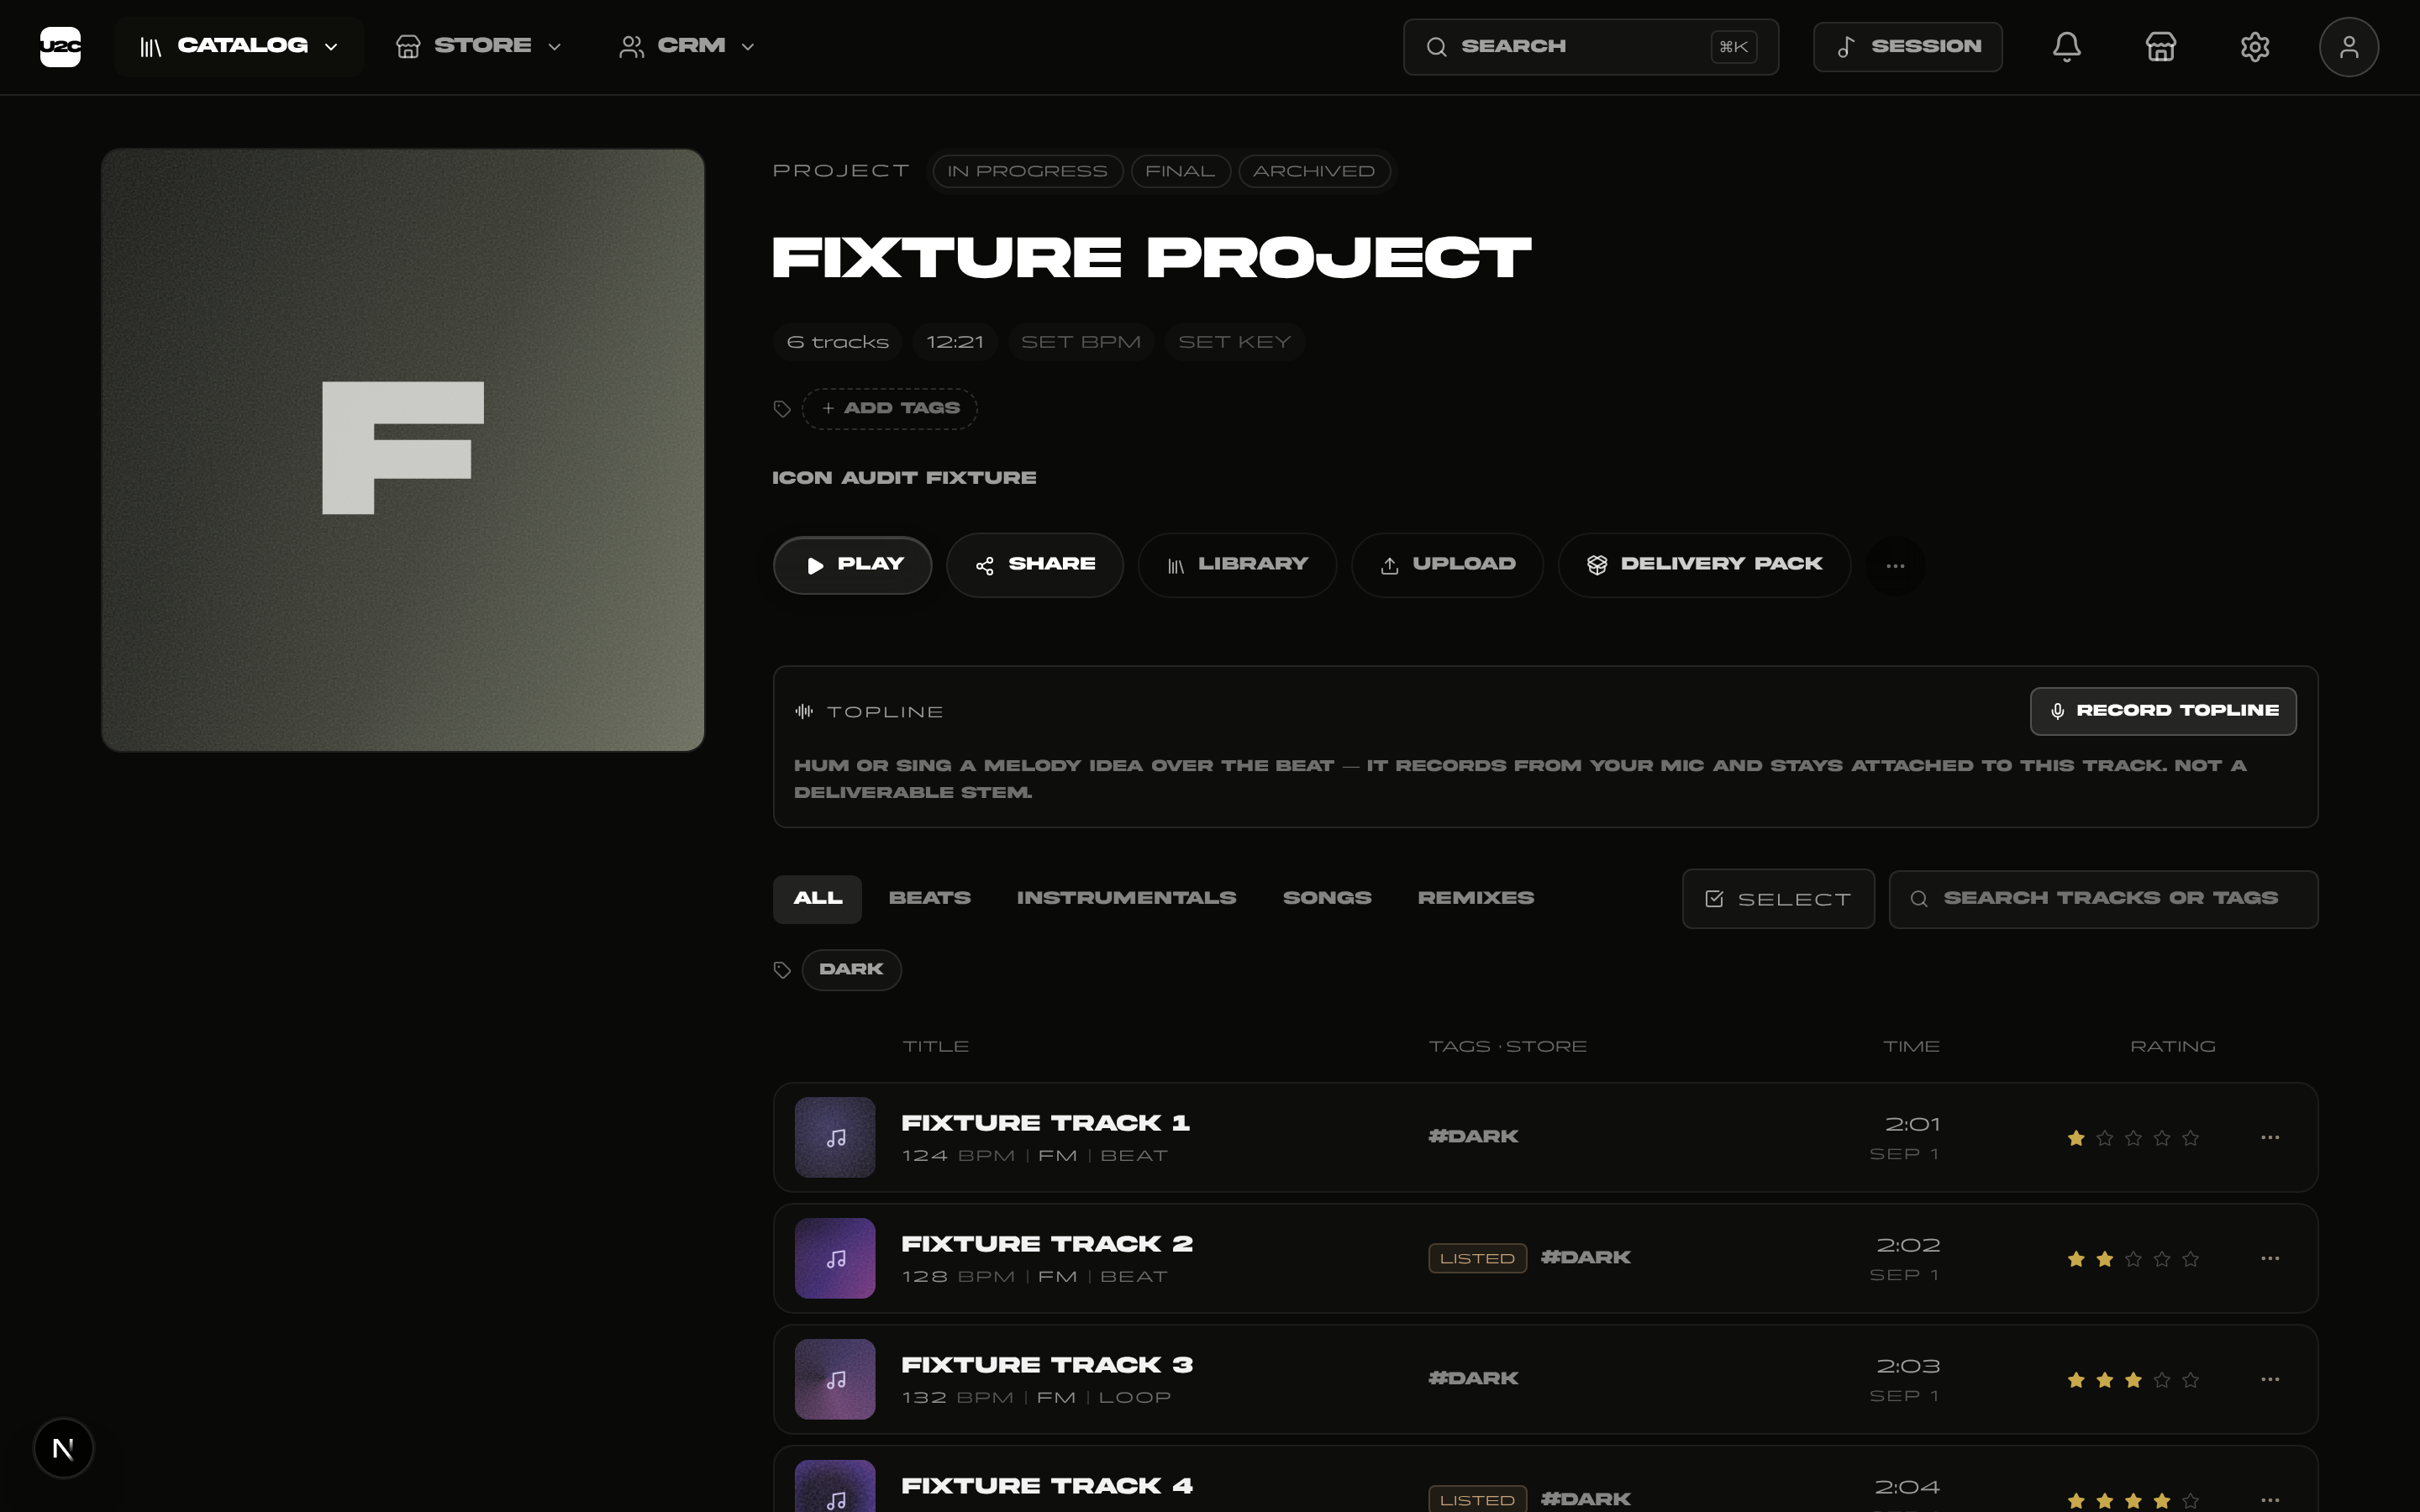 U2C CATALOG STORE CRM SEARCH ⌘K SESSION
PROJECT IN PROGRESS FINAL ARCHIVED
FIXTURE PROJECT
6 tracks 12:21 SET BPM SET KEY
+ ADD TAGS
ICON AUDIT FIXTURE
F
PLAY SHARE LIBRARY UPLOAD DELIVERY PACK
TOPLINE RECORD TOPLINE
HUM OR SING A MELODY IDEA OVER THE BEAT — IT RECORDS FROM YOUR MIC AND STAYS ATTACHED TO THIS TRACK. NOT A
DELIVERABLE STEM.
ALL BEATS INSTRUMENTALS SONGS REMIXES SELECT SEARCH TRACKS OR TAGS
DARK
TITLE TAGS · STORE TIME RATING
FIXTURE TRACK 1 #DARK 2:01
124 BPM | FM | BEAT SEP 1
FIXTURE TRACK 2 LISTED #DARK 2:02
128 BPM | FM | BEAT SEP 1
FIXTURE TRACK 3 #DARK 2:03
132 BPM | FM | LOOP SEP 1
FIXTURE TRACK 4 LISTED #DARK 2:04
N